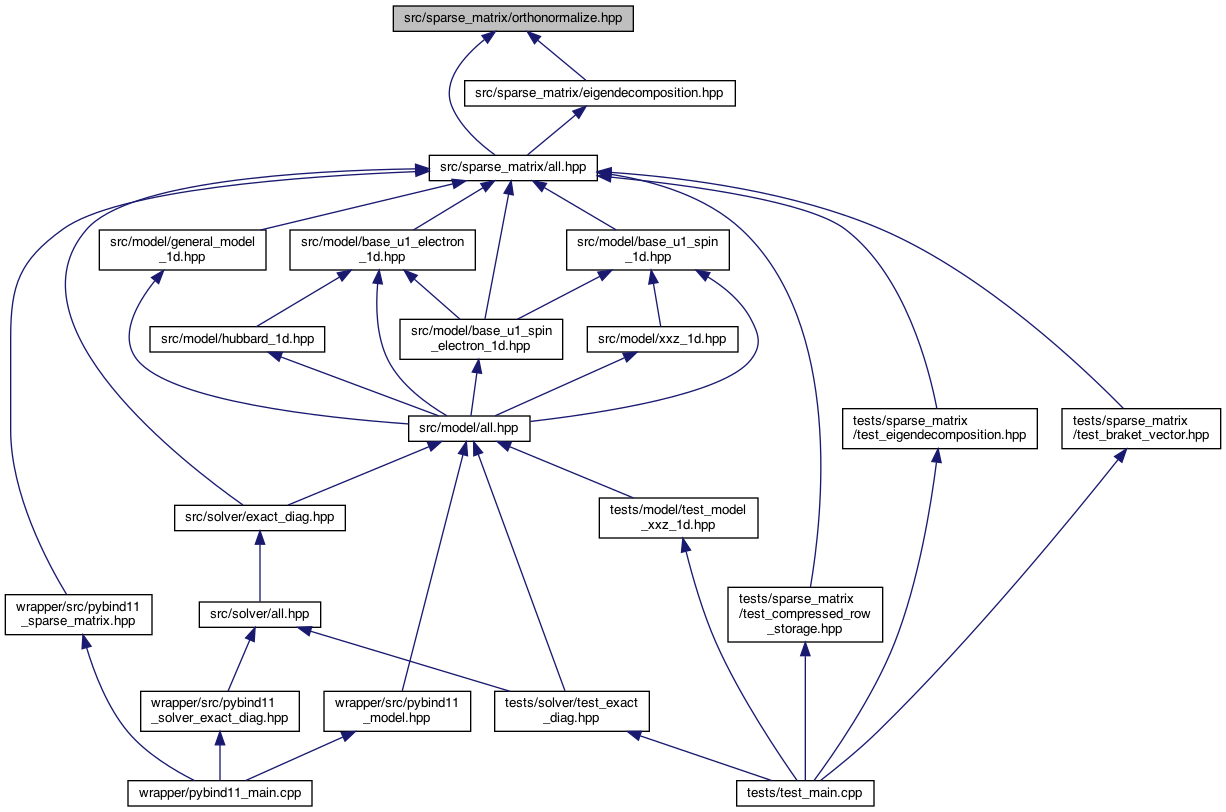 src/sparse_matrix/orthonormalize.hpp
src/sparse_matrix/eigendecomposition.hpp
src/sparse_matrix/all.hpp
src/model/general_model
_1d.hpp
src/model/base_u1_electron
_1d.hpp
src/model/base_u1_spin
_1d.hpp
src/model/hubbard_1d.hpp
src/model/base_u1_spin
_electron_1d.hpp
src/model/xxz_1d.hpp
src/model/all.hpp
tests/sparse_matrix
/test_eigendecomposition.hpp
tests/sparse_matrix
/test_braket_vector.hpp
src/solver/exact_diag.hpp
tests/model/test_model
_xxz_1d.hpp
wrapper/src/pybind11
_sparse_matrix.hpp
src/solver/all.hpp
tests/sparse_matrix
/test_compressed_row
_storage.hpp
wrapper/src/pybind11
_solver_exact_diag.hpp
wrapper/src/pybind11
_model.hpp
tests/solver/test_exact
_diag.hpp
wrapper/pybind11_main.cpp
tests/test_main.cpp